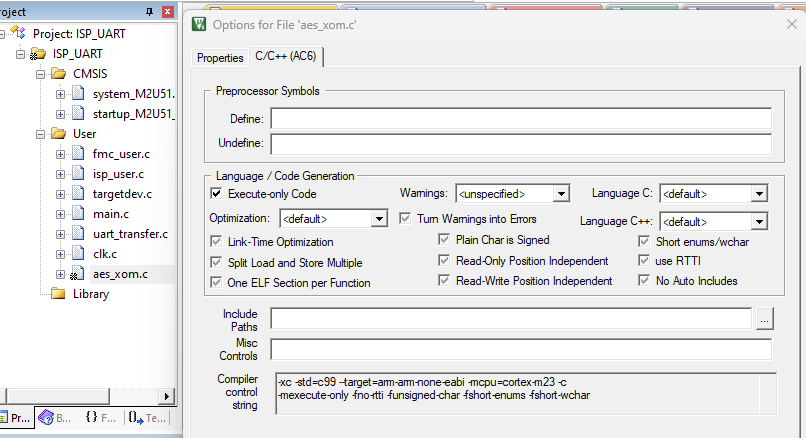 Project
Project: ISP_UART
ISP_UART
CMSIS
system_M2U51
startup_M2U51_
User
fmc_user.c
isp_user.c
targetdev.c
main.c
uart_transfer.c
clk.c
aes_xom.c
Library
Pr...
B...
{} F...
Te...
Options for File 'aes_xom.c'
Properties
C/C++ (AC6)
Preprocessor Symbols
Define:
Undefine:
Language / Code Generation
Execute-only Code
Warnings: <unspecified>
Language C: <default>
Optimization: <default>
Turn Warnings into Errors
Language C++: <default>
Link-Time Optimization
Plain Char is Signed
Short enums/wchar
Split Load and Store Multiple
Read-Only Position Independent
use RTTI
One ELF Section per Function
Read-Write Position Independent
No Auto Includes
Include
Paths
...
Misc
Controls
Compiler
control
string
-xc -std=c99 --target=arm-arm-none-eabi -mcpu=cortex-m23 -c
-mexecute-only -fno-rtti -funsigned-char -fshort-enums -fshort-wchar